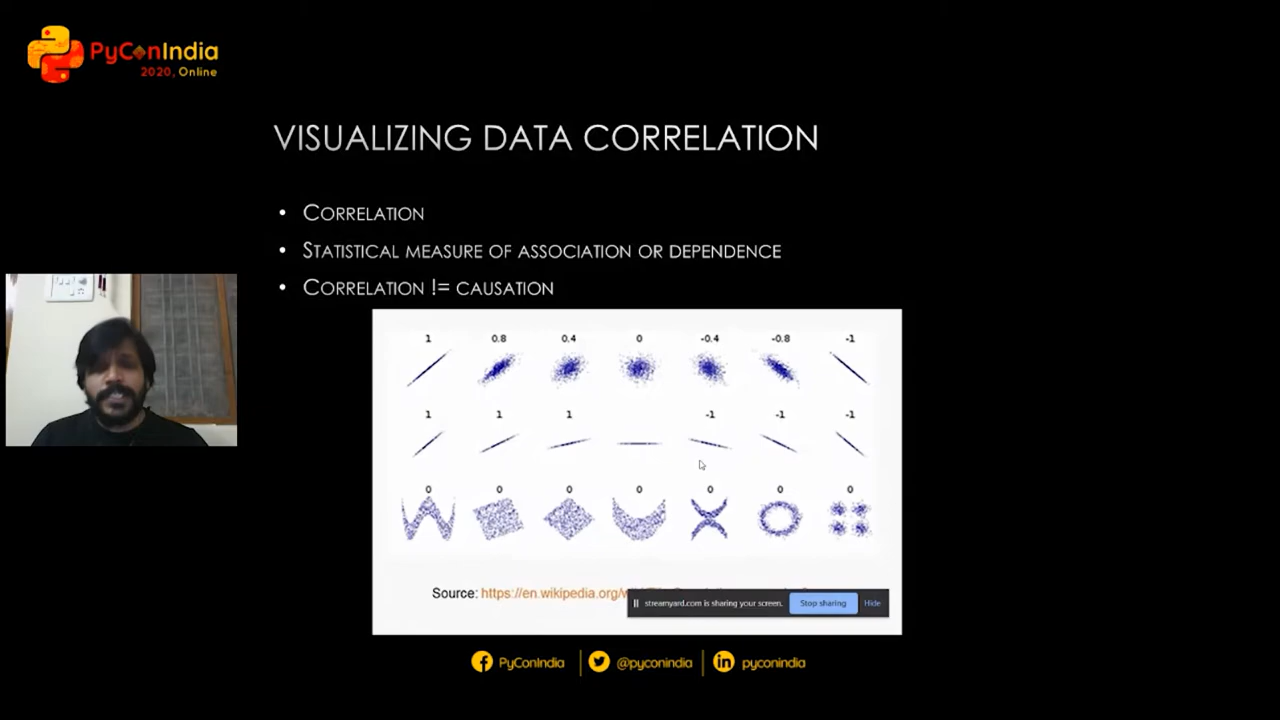 PyConIndia
2020, Online
VISUALIZING DATA CORRELATION
• CORRELATION
• STATISTICAL MEASURE OF ASSOCIATION OR DEPENDENCE
• CORRELATION != CAUSATION
1 0.8 0.4 0 -0.4 -0.8 -1
1 1 1 -1 -1 -1
0 0 0 0 0 0 0
Source: https://en.wikipedia.org/
streamyard.com is sharing your screen. Stop sharing Hide
PyConIndia @pyconindia pyconindia